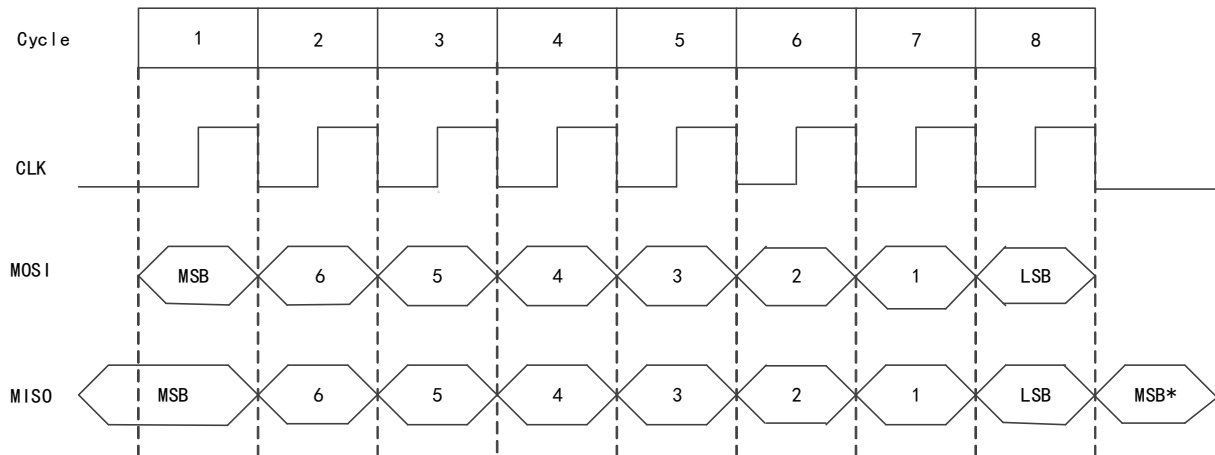 Cycle 1 2 3 4 5 6 7 8
CLK
MOSI MSB 6 5 4 3 2 1 LSB
MISO MSB 6 5 4 3 2 1 LSB MSB*